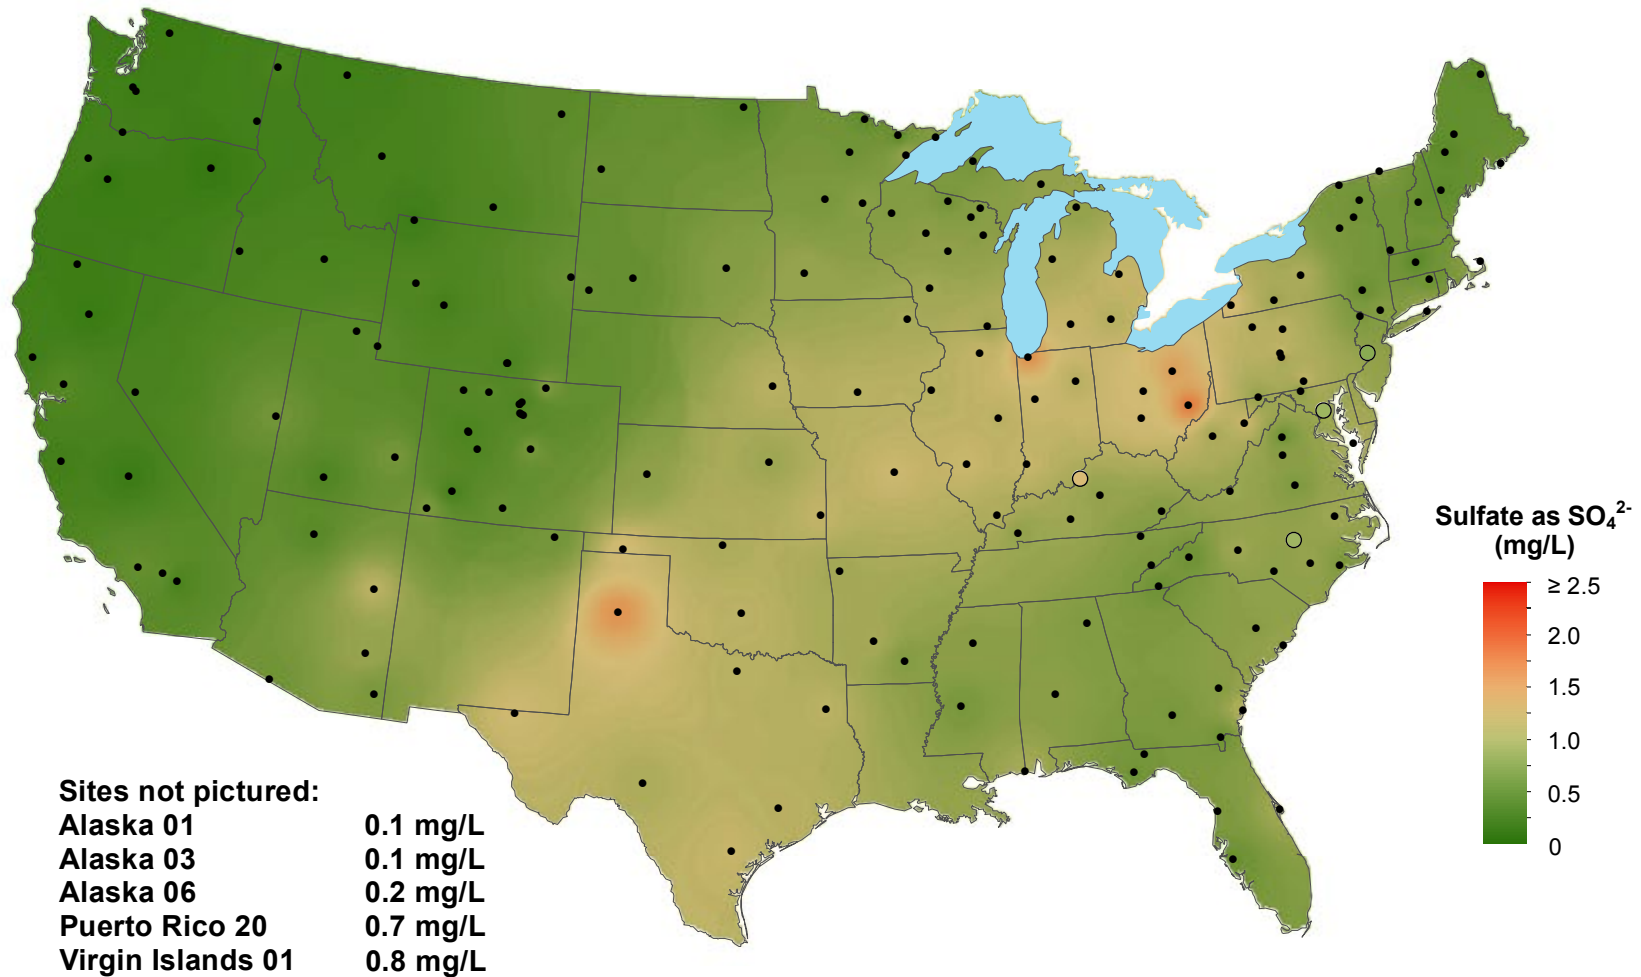 Sulfate as SO₄²⁻
(mg/L)
≥ 2.5
2.0
1.5
1.0
0.5
0
Sites not pictured:
Alaska 01 0.1 mg/L
Alaska 03 0.1 mg/L
Alaska 06 0.2 mg/L
Puerto Rico 20 0.7 mg/L
Virgin Islands 01 0.8 mg/L